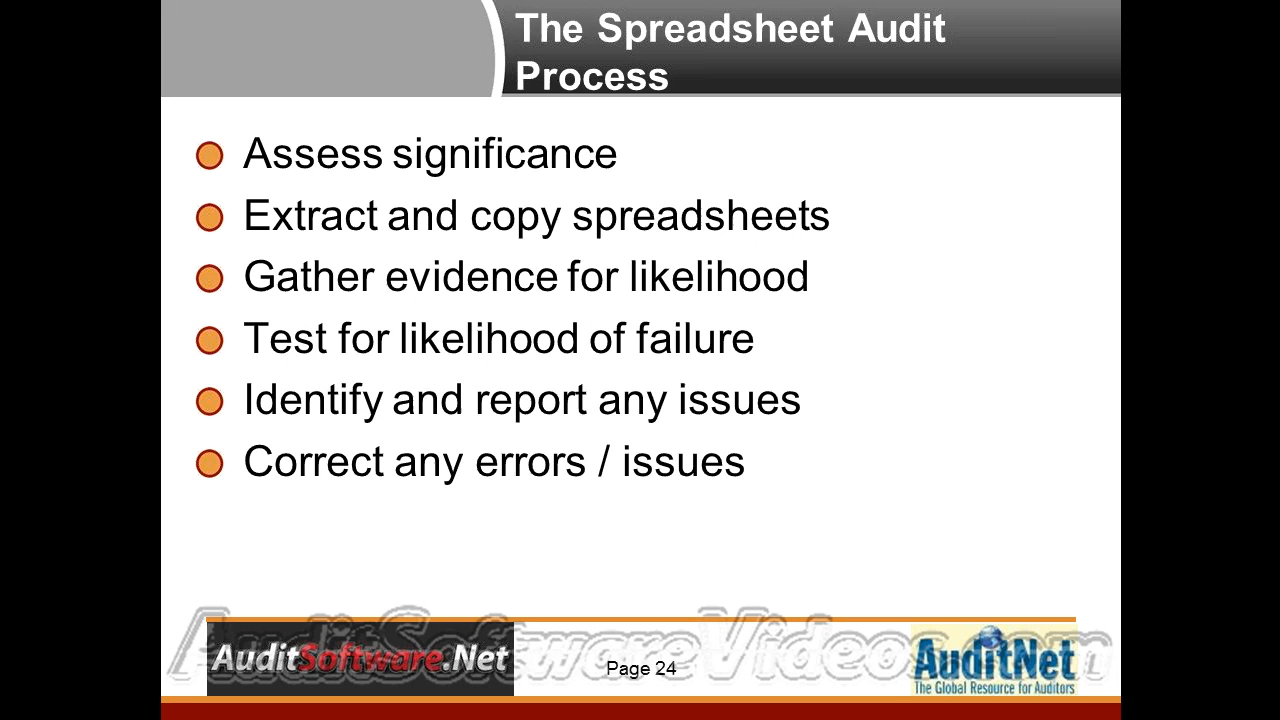 The Spreadsheet Audit
Process
Assess significance
Extract and copy spreadsheets
Gather evidence for likelihood
Test for likelihood of failure
Identify and report any issues
Correct any errors / issues
AuditSoftwareVideos.com
AuditSoftware.Net
Page 24
AuditNet
The Global Resource for Auditors